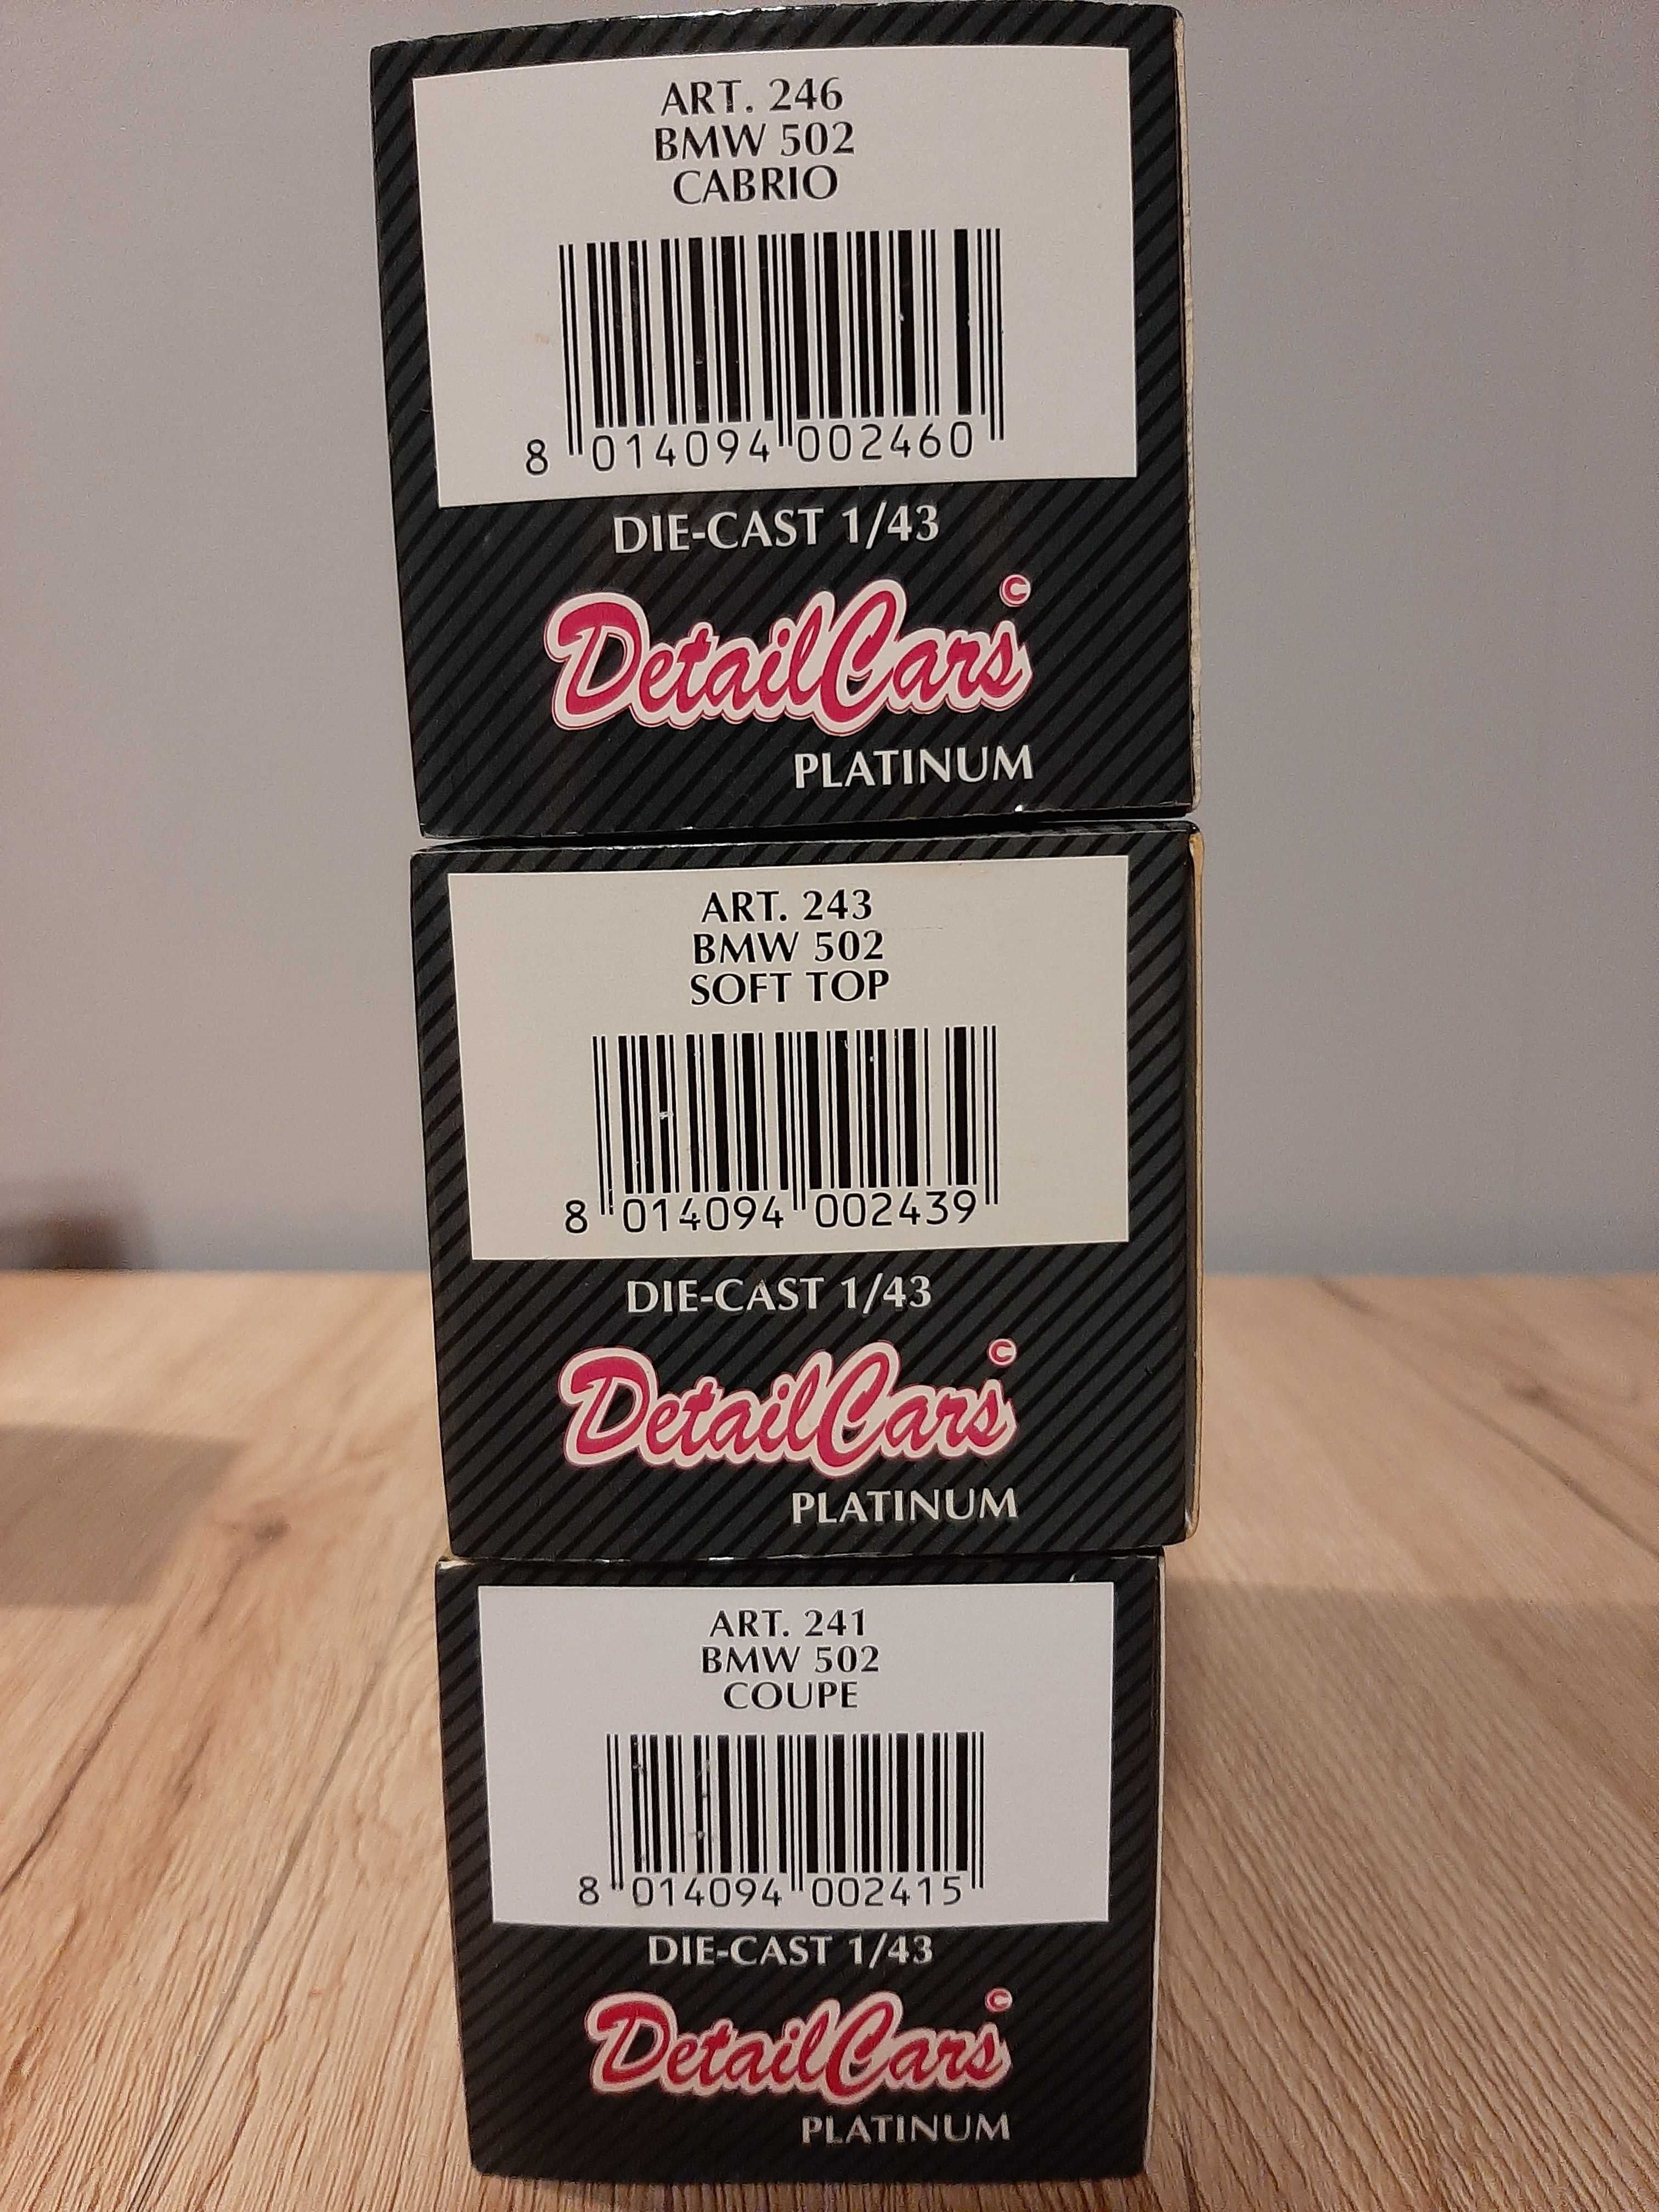 ART. 246
BMW 502
CABRIO
8 014094 002460
DIE-CAST 1/43
DetailCars ©
PLATINUM
ART. 243
BMW 502
SOFT TOP
8 014094 002439
DIE-CAST 1/43
DetailCars ©
PLATINUM
ART. 241
BMW 502
COUPE
8 014094 002415
DIE-CAST 1/43
DetailCars ©
PLATINUM